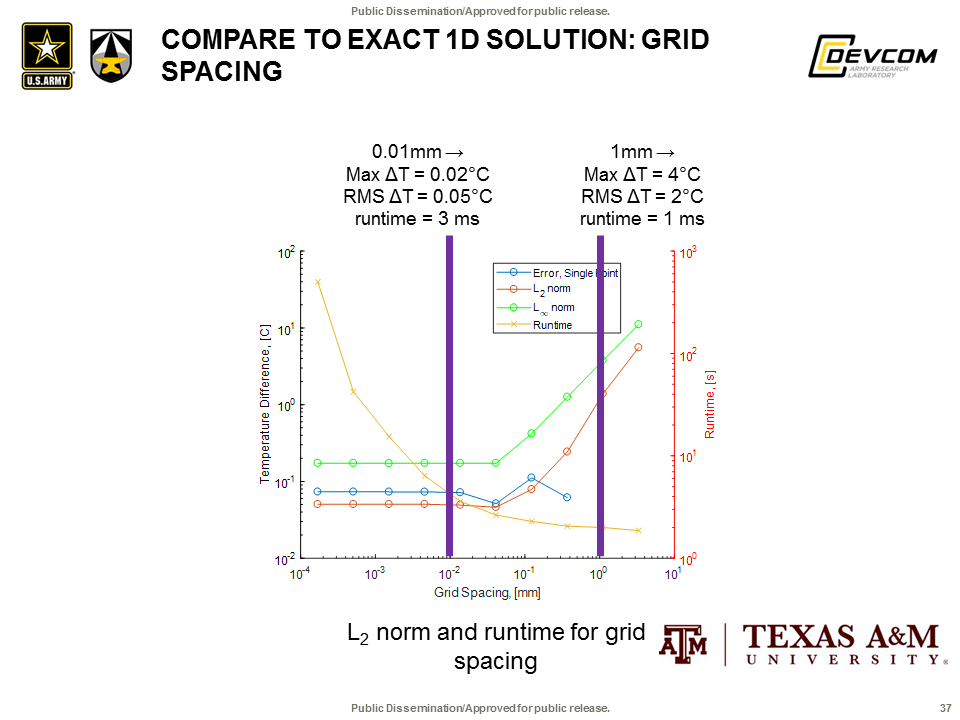 Public Dissemination/Approved for public release.
U.S.ARMY
COMPARE TO EXACT 1D SOLUTION: GRID
SPACING
DEVCOM
ARMY RESEARCH
LABORATORY
0.01mm →
Max ΔT = 0.02°C
RMS ΔT = 0.05°C
runtime = 3 ms
1mm →
Max ΔT = 4°C
RMS ΔT = 2°C
runtime = 1 ms
Error, Single Point
L2 norm
L∞ norm
Runtime
Temperature Difference, [C]
10^2
10^1
10^0
10^-1
10^-2
10^3
10^2
10^1
10^0
Runtime, [s]
10^-4 10^-3 10^-2 10^-1 10^0 10^1
Grid Spacing, [mm]
L2 norm and runtime for grid
spacing
ATM
TEXAS A&M
UNIVERSITY®
Public Dissemination/Approved for public release.
37